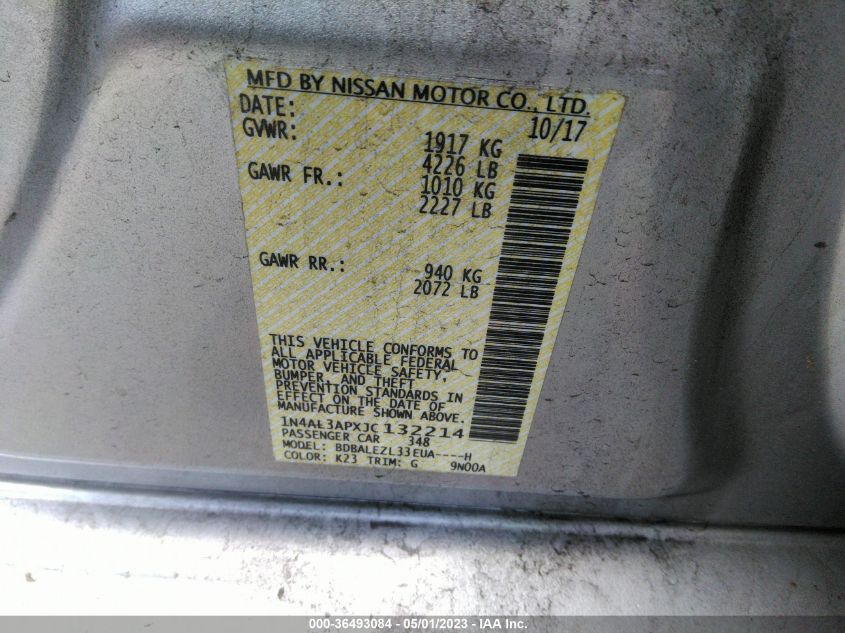 MFD BY NISSAN MOTOR CO., LTD.
DATE: 10/17
GVWR: 1917 KG
4226 LB
GAWR FR.: 1010 KG
2227 LB
GAWR RR.: 940 KG
2072 LB
THIS VEHICLE CONFORMS TO
ALL APPLICABLE FEDERAL
MOTOR VEHICLE SAFETY,
BUMPER, AND THEFT
PREVENTION STANDARDS IN
EFFECT ON THE DATE OF
MANUFACTURE SHOWN ABOVE.
1N4AL3APXJC132214
PASSENGER CAR 348
MODEL: BDBALEZL33EUA----H
COLOR: K23 TRIM: G 9N00A
000-36493084 / 05/01/2023 - Copart, Inc.